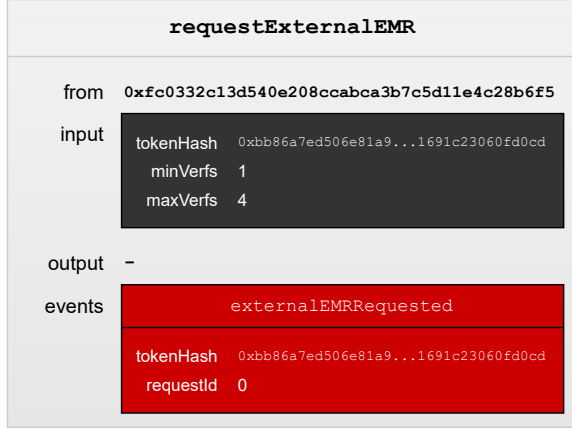 requestExternalEMR
from 0xfc0332c13d540e208ccabca3b7c5d11e4c28b6f5
input
tokenHash 0xbb86a7ed506e81a9...1691c23060fd0cd
minVerfs 1
maxVerfs 4
output -
events
externalEMRRequested
tokenHash 0xbb86a7ed506e81a9...1691c23060fd0cd
requestId 0